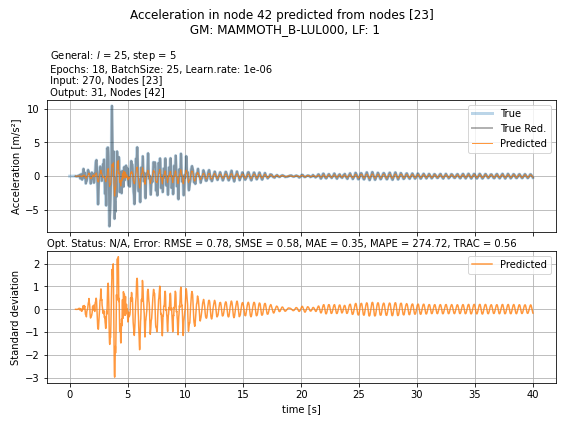 Acceleration in node 42 predicted from nodes [23]
GM: MAMMOTH_B-LUL000, LF: 1
General: l = 25, step = 5
Epochs: 18, BatchSize: 25, Learn.rate: 1e-06
Input: 270, Nodes [23]
Output: 31, Nodes [42]
Acceleration [m/s²]
10
5
0
−5
True
True Red.
Predicted
Opt. Status: N/A, Error: RMSE = 0.78, SMSE = 0.58, MAE = 0.35, MAPE = 274.72, TRAC = 0.56
Standard deviation
2
1
0
−1
−2
−3
Predicted
0 5 10 15 20 25 30 35 40
time [s]